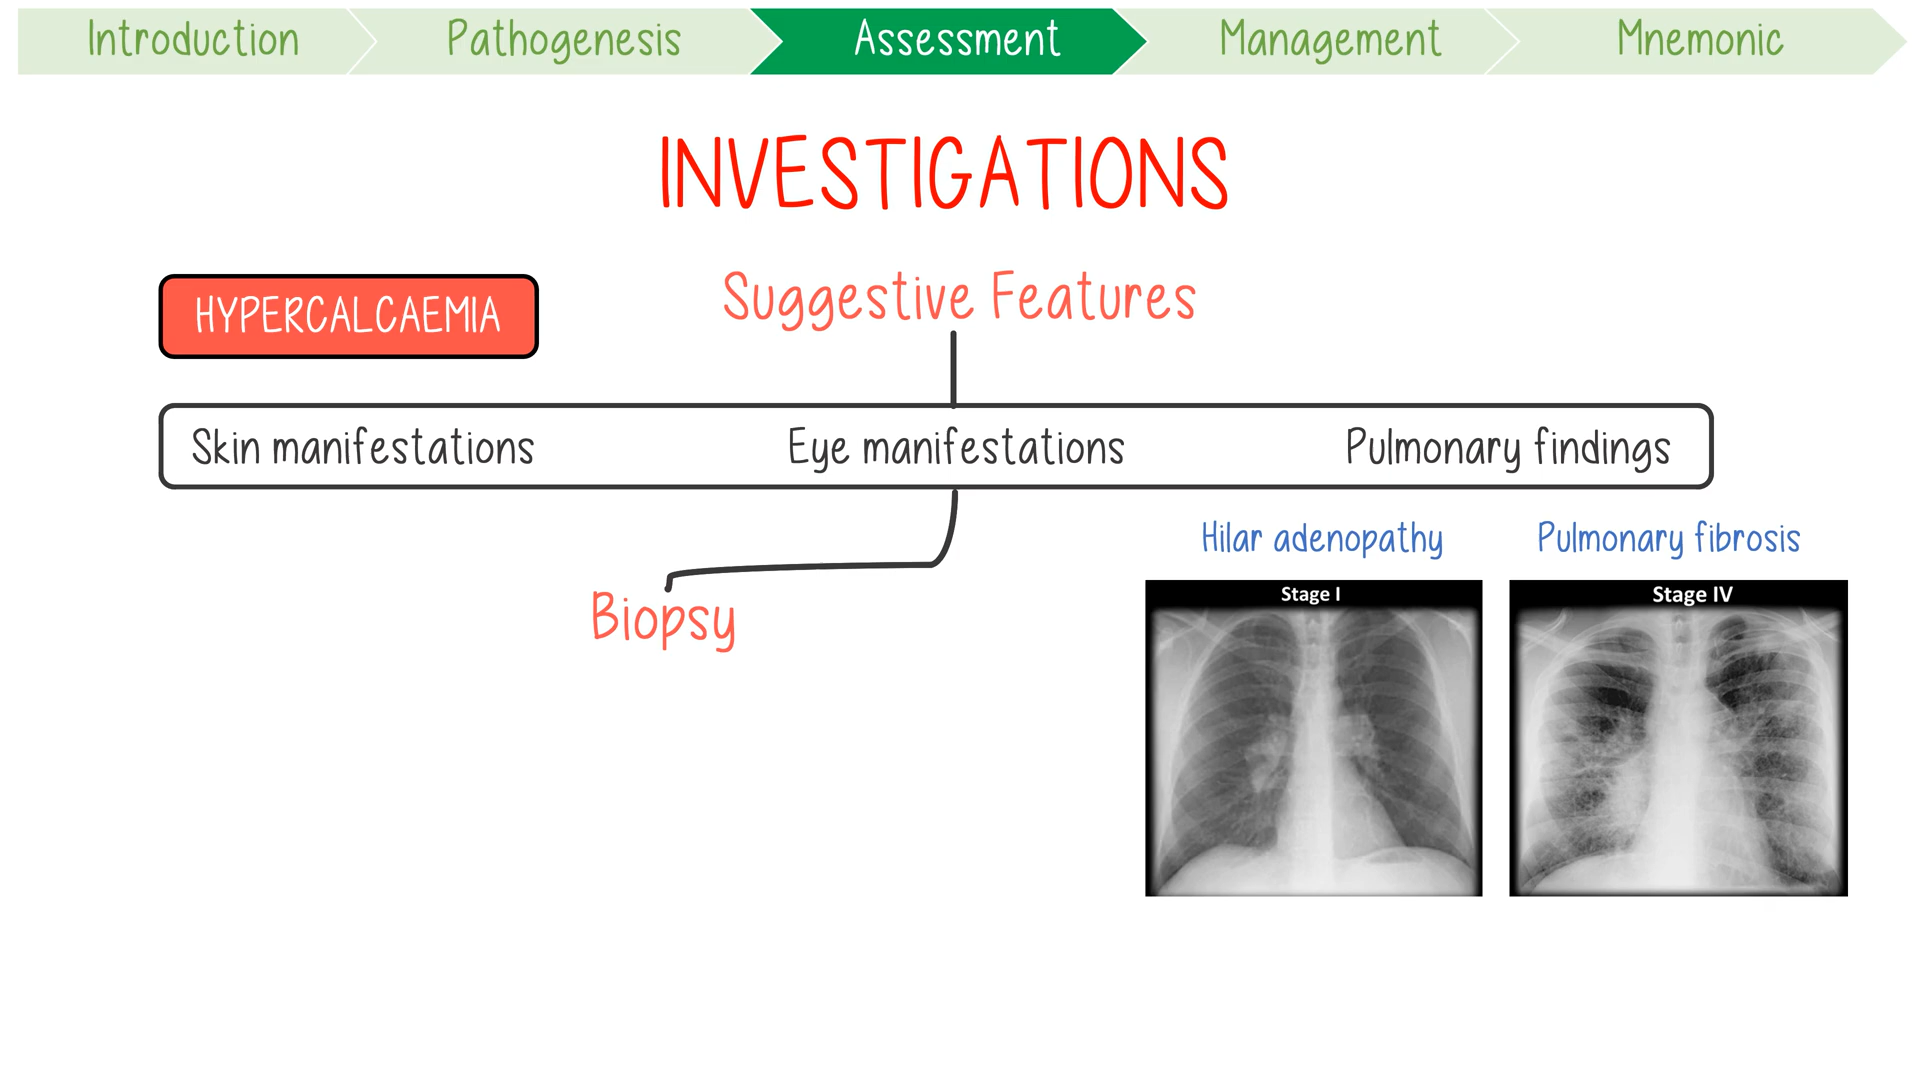 Introduction
Pathogenesis
Assessment
Management
Mnemonic
INVESTIGATIONS
HYPERCALCAEMIA
Suggestive Features
Skin manifestations
Eye manifestations
Pulmonary findings
Hilar adenopathy
Pulmonary fibrosis
Stage I
Stage IV
Biopsy